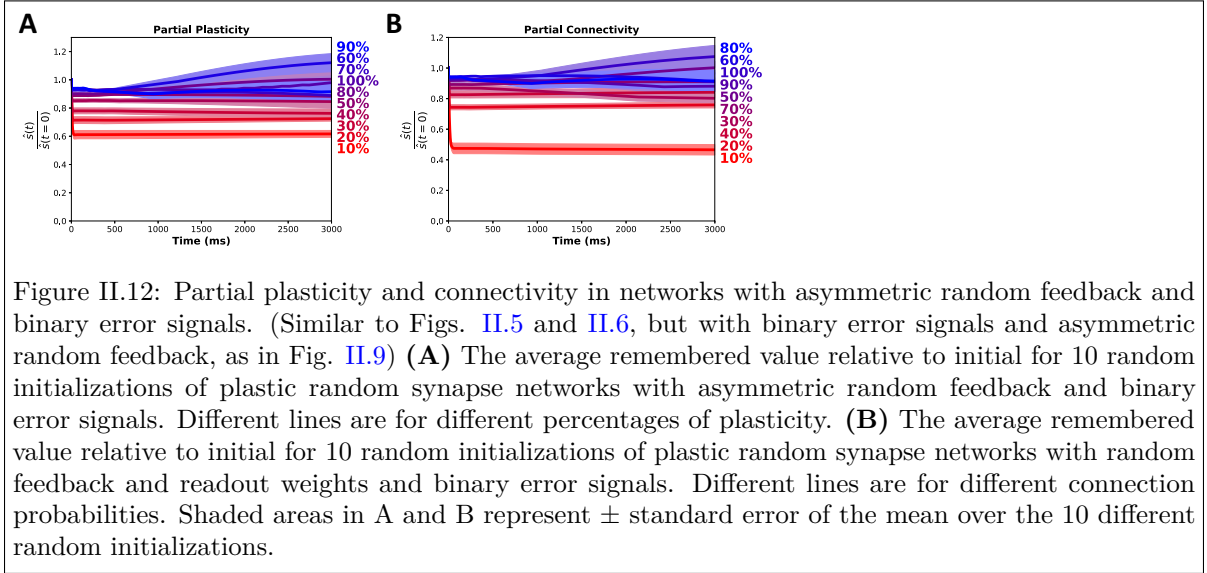 A
Partial Plasticity
1.2
1.0
0.8
0.6
0.4
0.2
0.0
ŝ(t)
ŝ(t = 0)
0 500 1000 1500 2000 2500 3000
Time (ms)
90%
60%
70%
100%
80%
50%
40%
30%
20%
10%
B
Partial Connectivity
1.2
1.0
0.8
0.6
0.4
0.2
0.0
ŝ(t)
ŝ(t = 0)
0 500 1000 1500 2000 2500 3000
Time (ms)
80%
60%
100%
90%
50%
70%
30%
40%
20%
10%
Figure II.12: Partial plasticity and connectivity in networks with asymmetric random feedback and
binary error signals. (Similar to Figs. II.5 and II.6, but with binary error signals and asymmetric
random feedback, as in Fig. II.9) (A) The average remembered value relative to initial for 10 random
initializations of plastic random synapse networks with asymmetric random feedback and binary
error signals. Different lines are for different percentages of plasticity. (B) The average remembered
value relative to initial for 10 random initializations of plastic random synapse networks with random
feedback and readout weights and binary error signals. Different lines are for different connection
probabilities. Shaded areas in A and B represent ± standard error of the mean over the 10 different
random initializations.